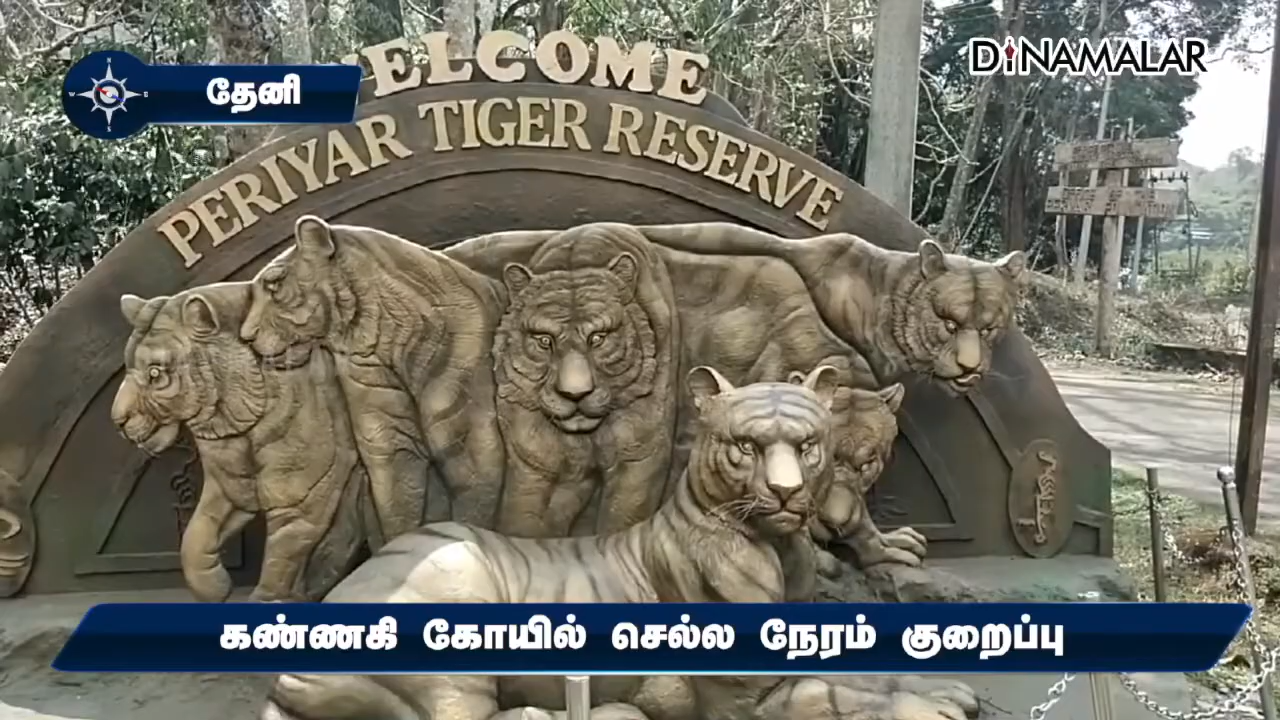 DINAMALAR
தேனி
WELCOME
PERIYAR TIGER RESERVE
கண்ணகி கோயில் செல்ல நேரம் குறைப்பு